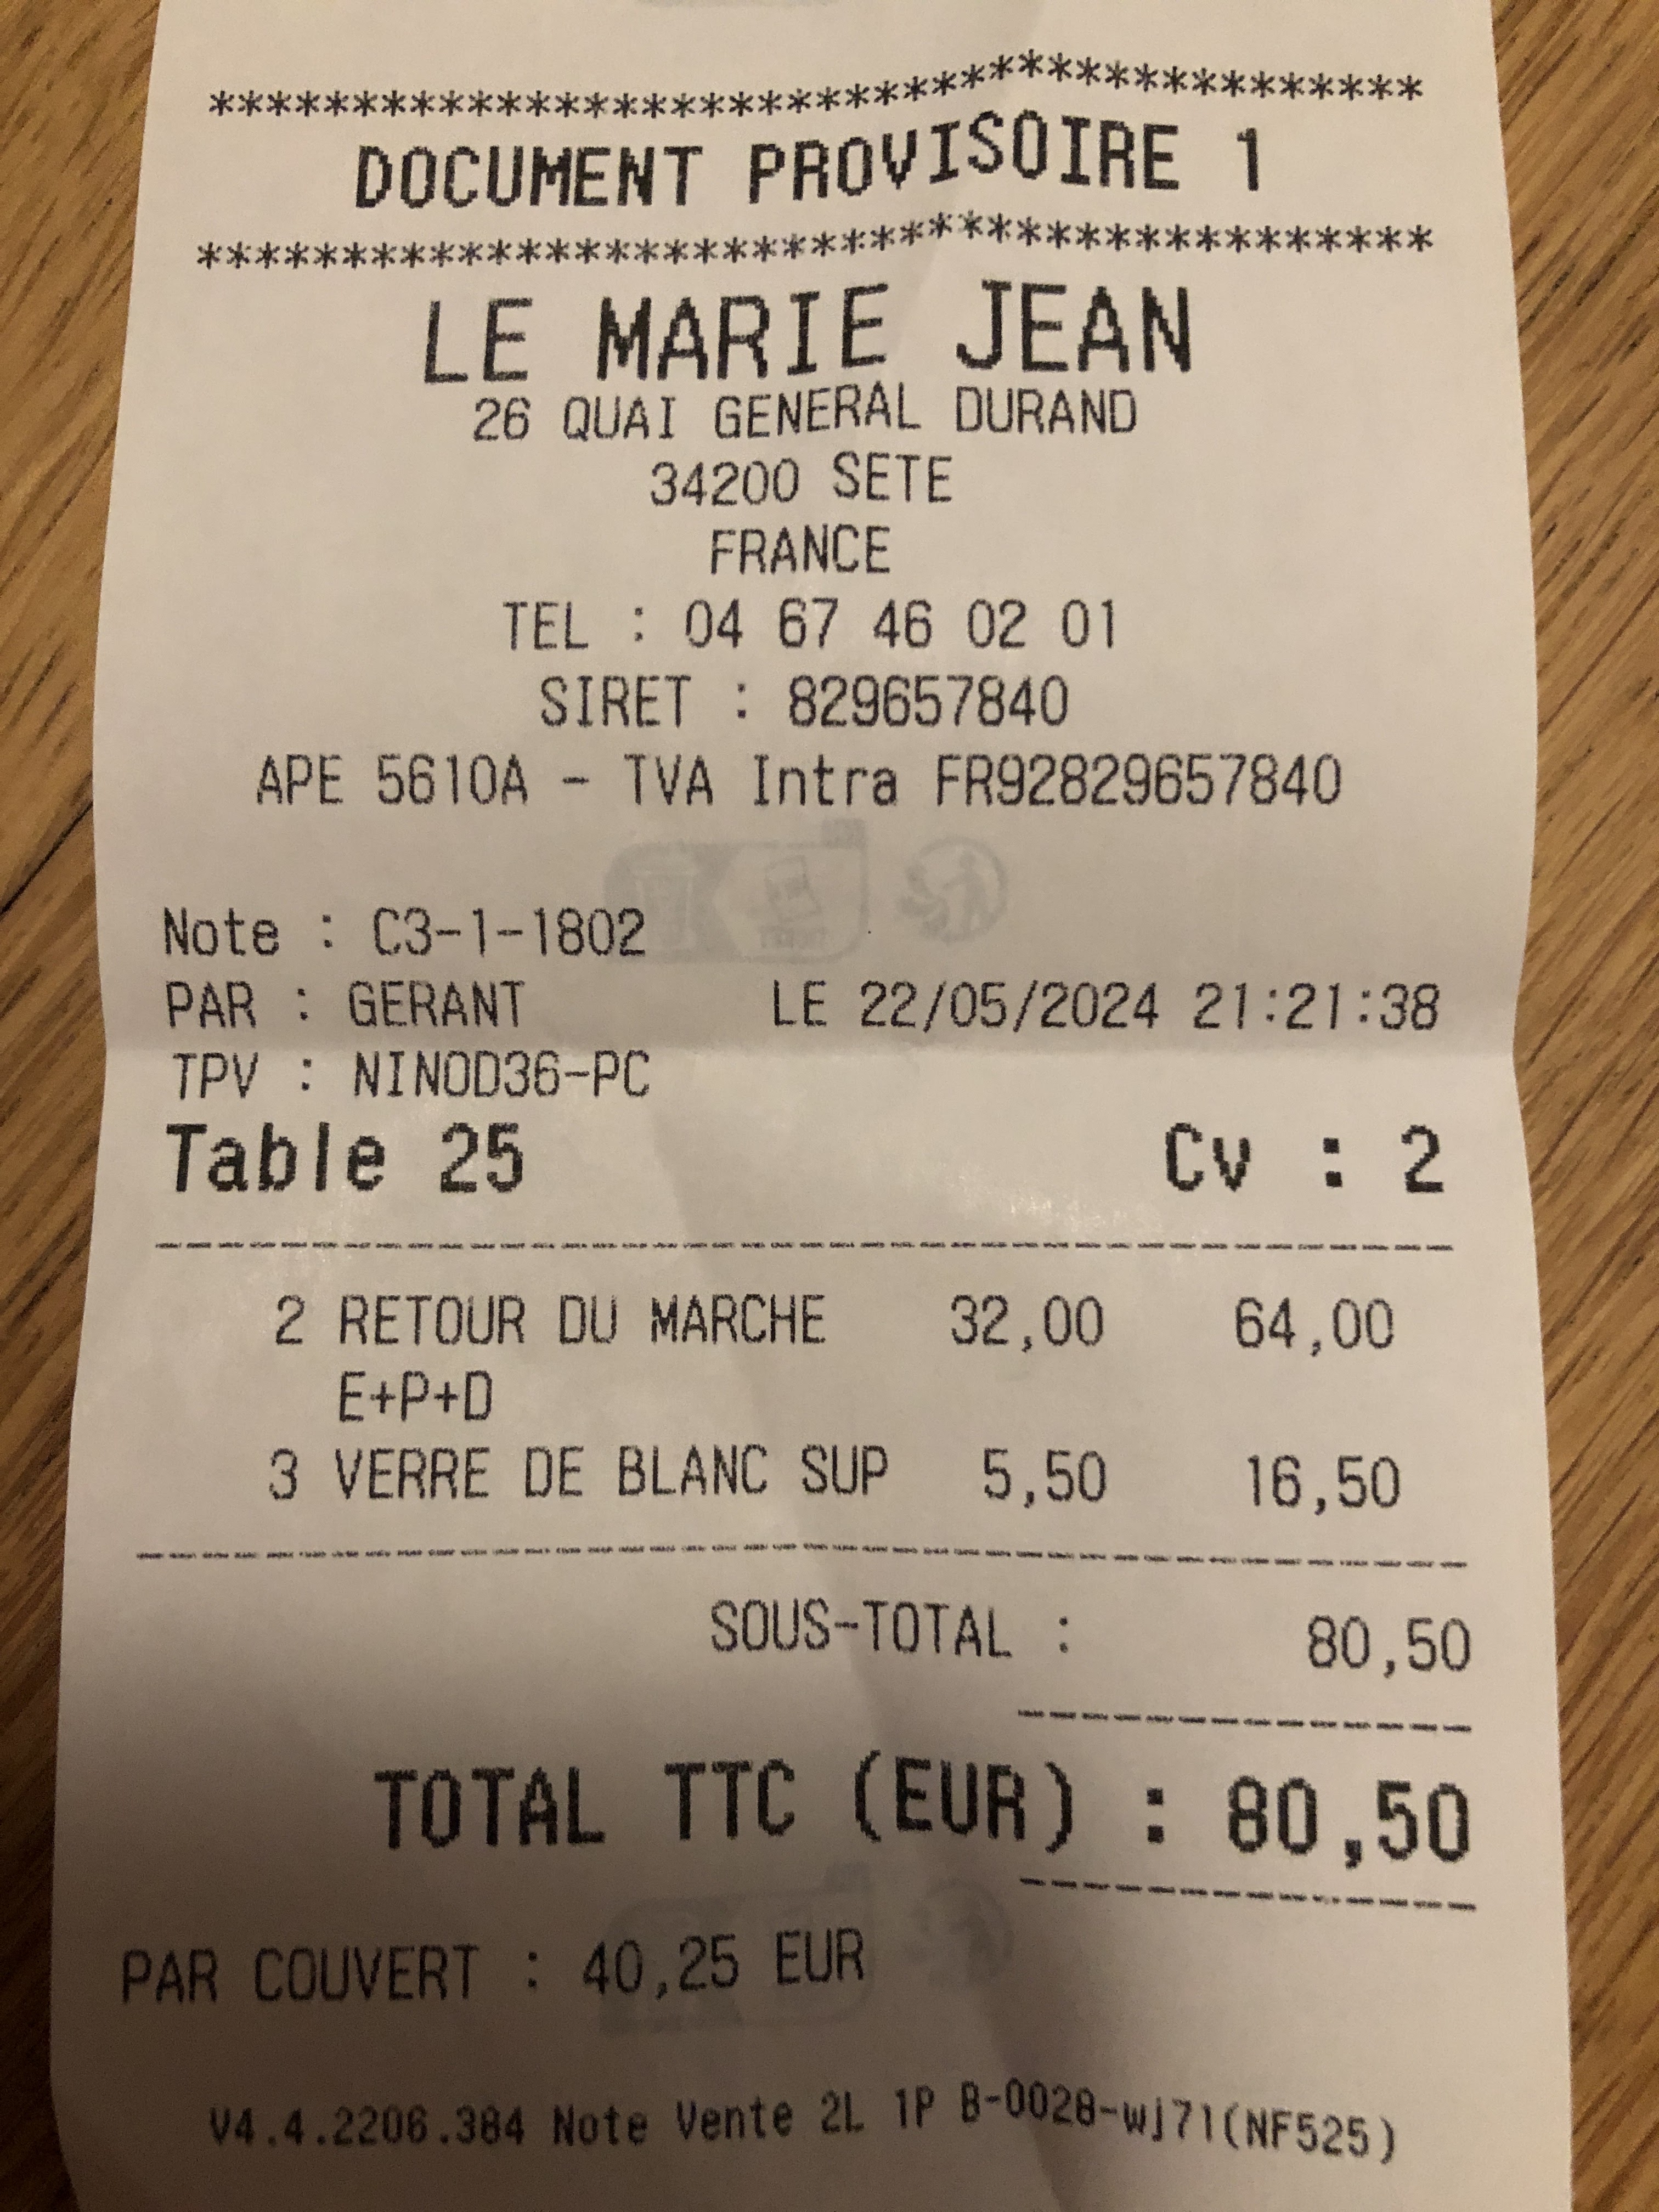 ******************************************
DOCUMENT PROVISOIRE 1
******************************************
LE MARIE JEAN
26 QUAI GENERAL DURAND
34200 SETE
FRANCE
TEL : 04 67 46 02 01
SIRET : 829657840
APE 5610A - TVA Intra FR92829657840
Note : C3-1-1802
PAR : GERANT LE 22/05/2024 21:21:38
TPV : NINOD36-PC
Table 25 Cv : 2
2 RETOUR DU MARCHE 32,00 64,00
E+P+D
3 VERRE DE BLANC SUP 5,50 16,50
SOUS-TOTAL : 80,50
TOTAL TTC (EUR) : 80,50
PAR COUVERT : 40,25 EUR
V4.4.2206.384 Note Vente 2L 1P B-0028-wj71(NF525)